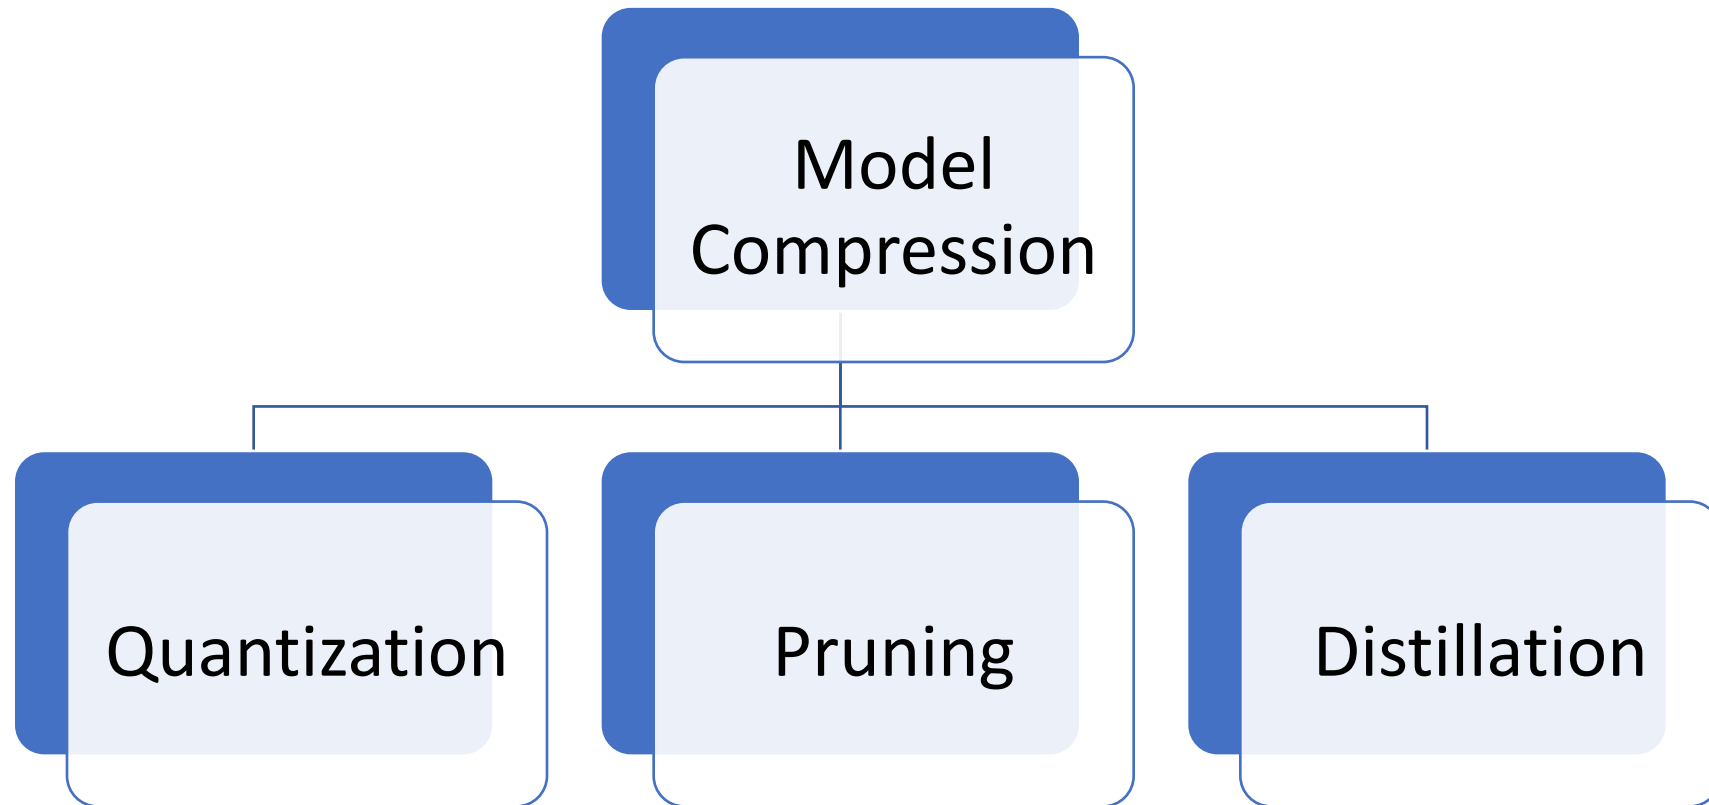 Model
Compression
Quantization
Pruning
Distillation